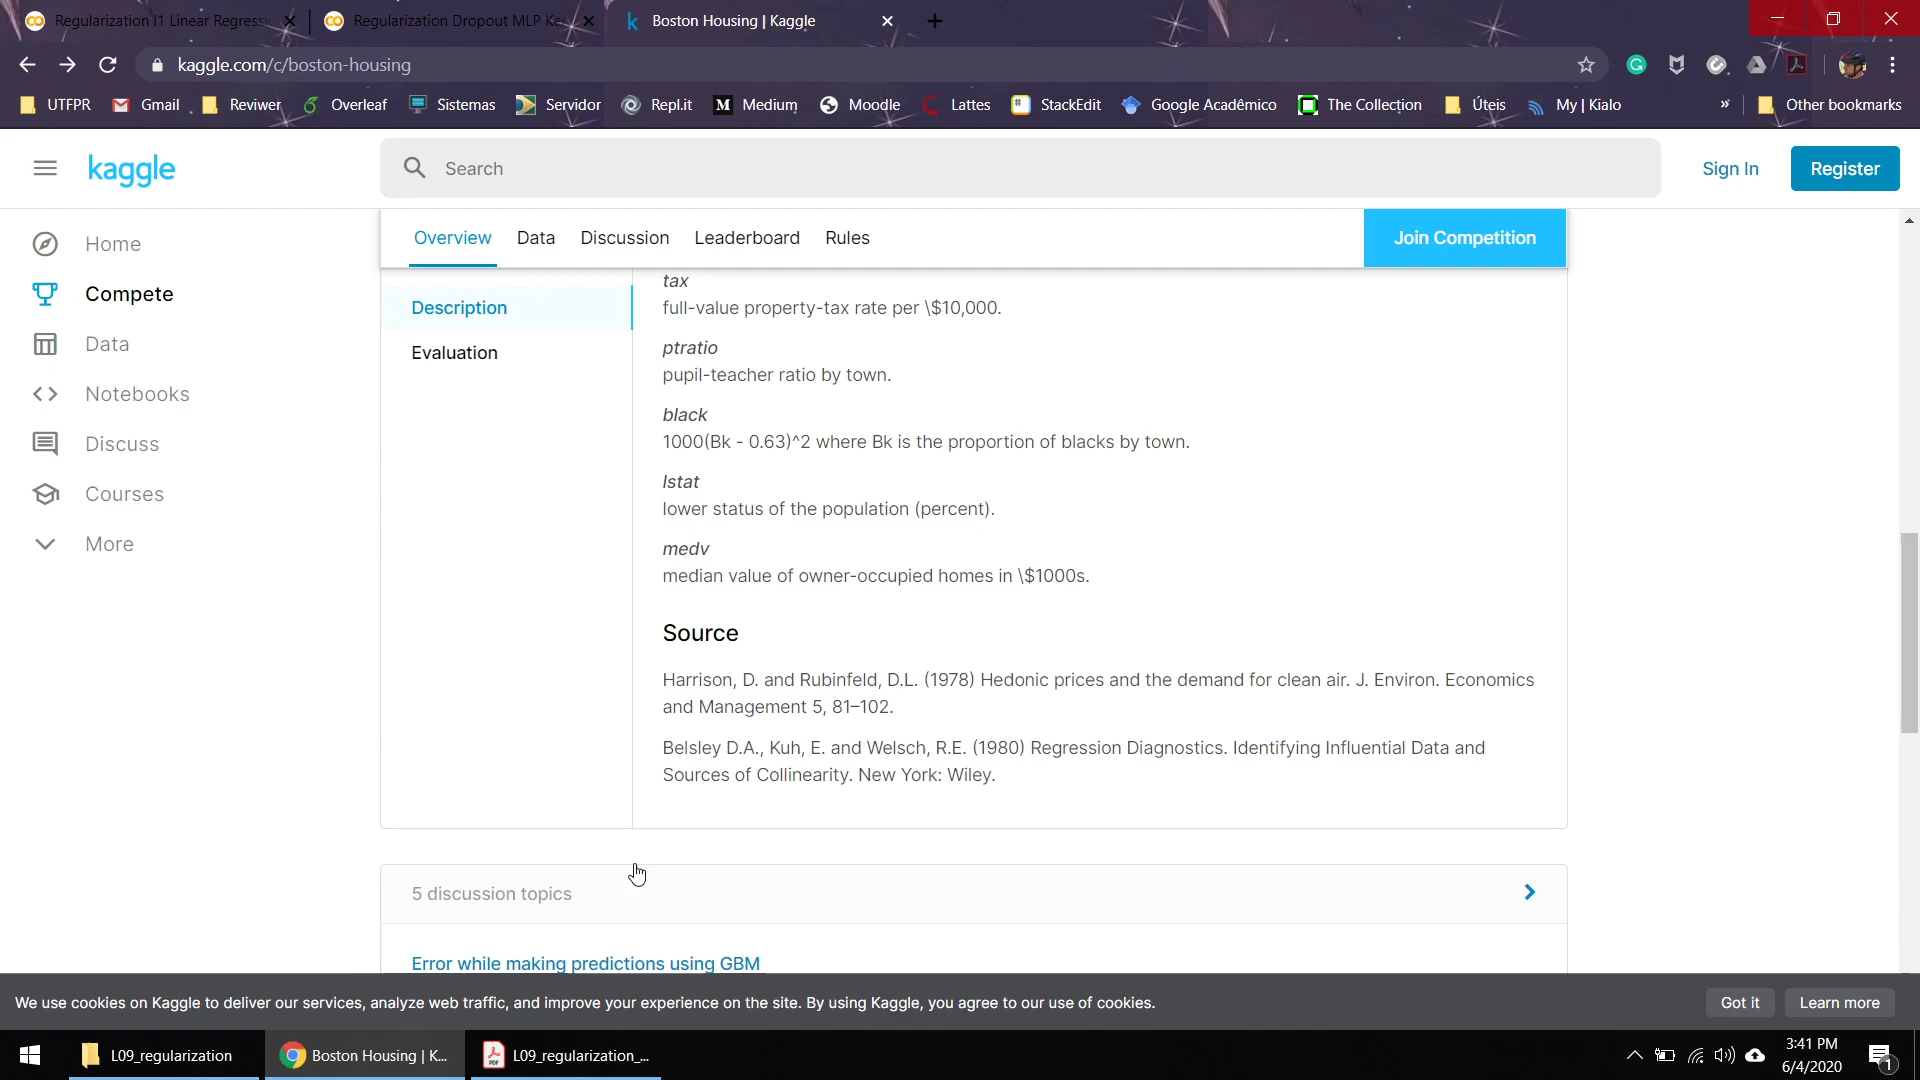 Regularization l1 Linear Regress
Regularization Dropout MLP Ke
Boston Housing | Kaggle
kaggle.com/c/boston-housing
UTFPR
Gmail
Reviwer
Overleaf
Sistemas
Servidor
Repl.it
Medium
Moodle
Lattes
StackEdit
Google Acadêmico
The Collection
Úteis
My | Kialo
»
Other bookmarks
kaggle
Search
Sign In
Register
Home
Compete
Data
Notebooks
Discuss
Courses
More
Overview
Data
Discussion
Leaderboard
Rules
Join Competition
Description
Evaluation
tax
full-value property-tax rate per \$10,000.
ptratio
pupil-teacher ratio by town.
black
1000(Bk - 0.63)^2 where Bk is the proportion of blacks by town.
lstat
lower status of the population (percent).
medv
median value of owner-occupied homes in \$1000s.
Source
Harrison, D. and Rubinfeld, D.L. (1978) Hedonic prices and the demand for clean air. J. Environ. Economics
and Management 5, 81–102.
Belsley D.A., Kuh, E. and Welsch, R.E. (1980) Regression Diagnostics. Identifying Influential Data and
Sources of Collinearity. New York: Wiley.
5 discussion topics
Error while making predictions using GBM
We use cookies on Kaggle to deliver our services, analyze web traffic, and improve your experience on the site. By using Kaggle, you agree to our use of cookies.
Got it
Learn more
L09_regularization
Boston Housing | K...
L09_regularization_...
3:41 PM
6/4/2020
1